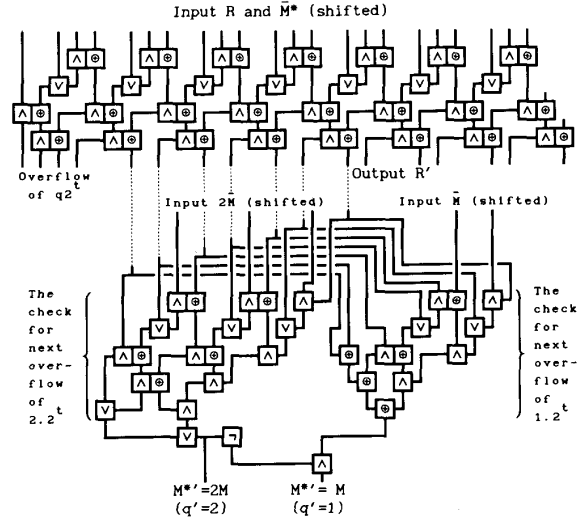 Input R and M̄* (shifted)
Overflow
of q2^t
Output R'
Input 2M̄ (shifted)
Input M̄ (shifted)
The
check
for
next
over-
flow
of
2.2^t
The
check
for
next
over-
flow
of
1.2^t
M*'=2M
(q'=2)
M*'= M
(q'=1)